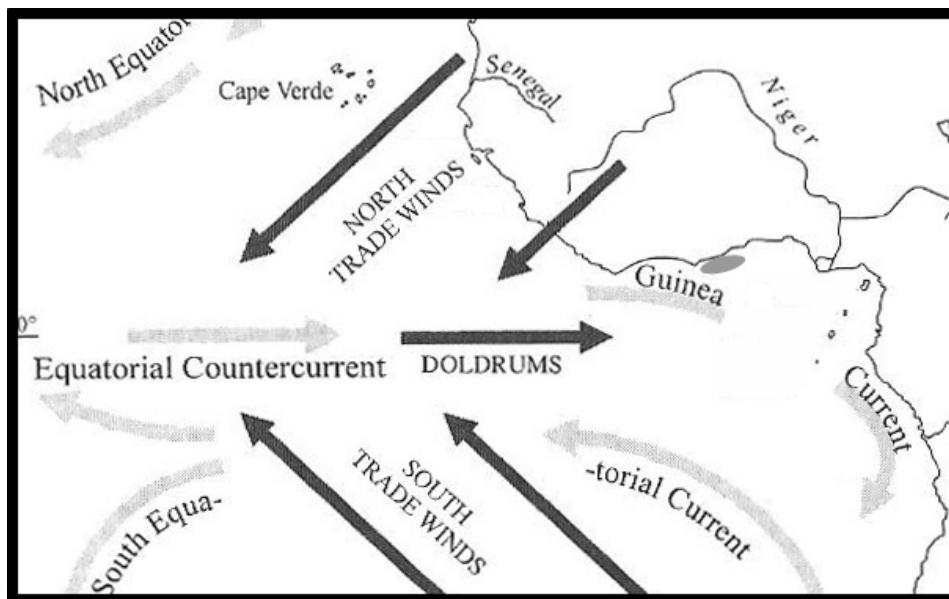 North Equator
Cape Verde
Senegal
Niger
NORTH
TRADE WINDS
Guinea
0°
Equatorial Countercurrent
DOLDRUMS
Current
SOUTH
TRADE WINDS
-torial Current
South Equa-